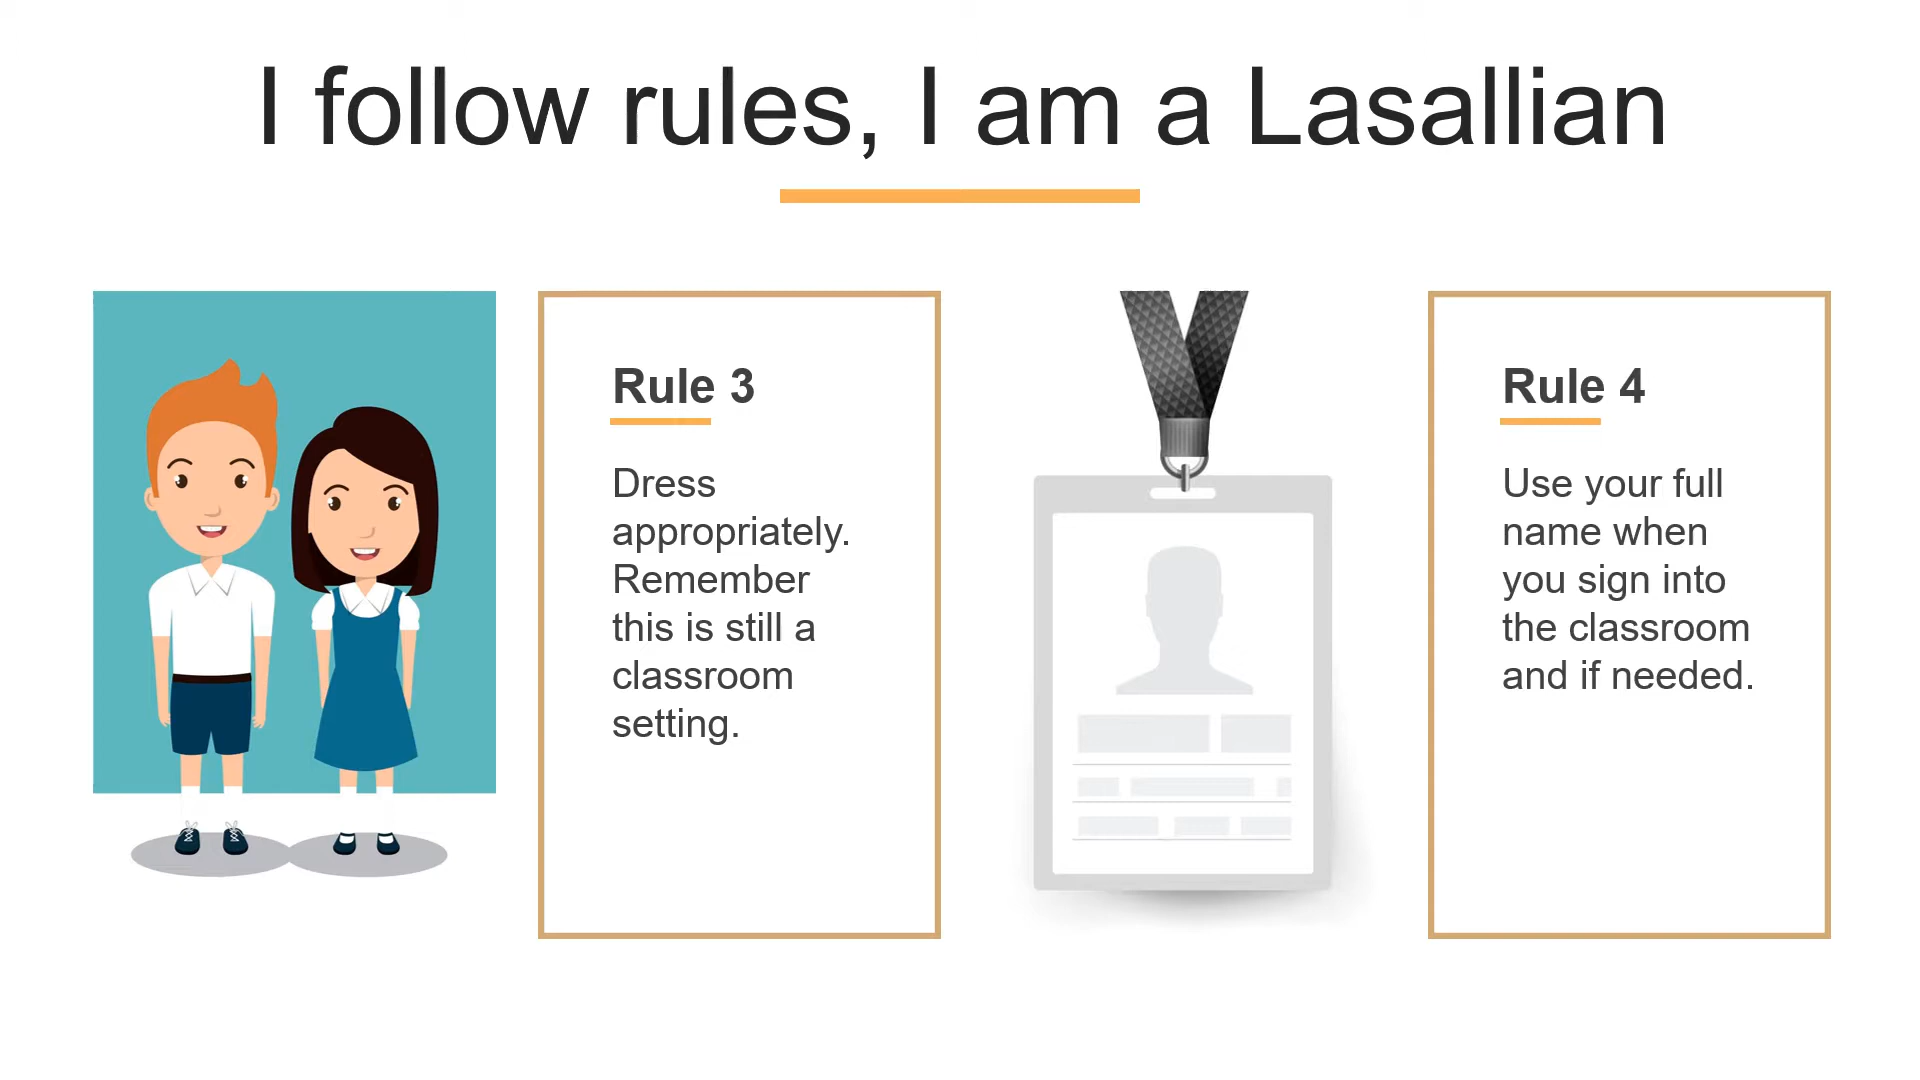 I follow rules, I am a Lasallian
Rule 3
Dress
appropriately.
Remember
this is still a
classroom
setting.
Rule 4
Use your full
name when
you sign into
the classroom
and if needed.